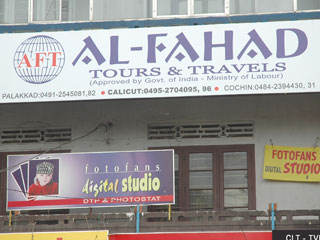 AFT
AL-FAHAD
TOURS & TRAVELS
(Approved by Govt. of India - Ministry of Labour)
PALAKKAD:0491-2545081,82 • CALICUT:0495-2704095, 96 • COCHIN:0484-2394430, 31
fotofans
digital studio
DTP & PHOTOSTAT
FOTOFANS
DIGITAL STUDIO